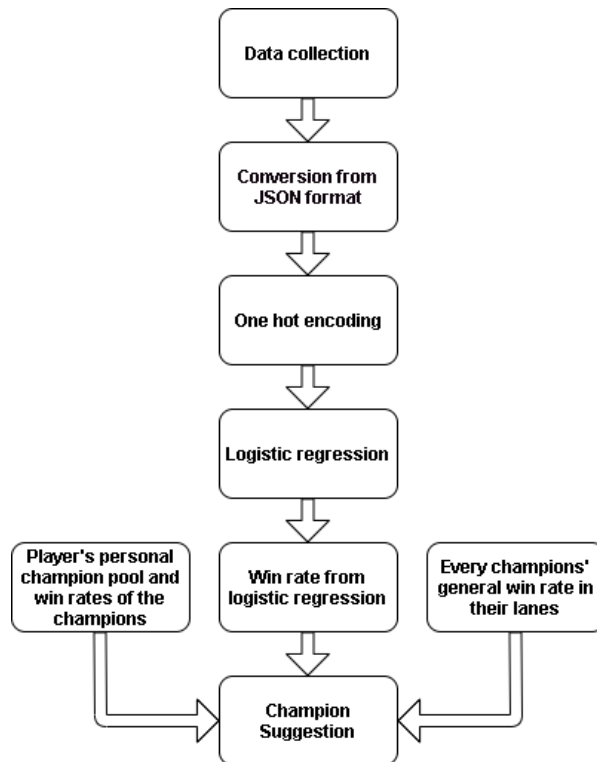 Data collection
Conversion from
JSON format
One hot encoding
Logistic regression
Player's personal
champion pool and
win rates of the
champions
Win rate from
logistic regression
Every champions'
general win rate in
their lanes
Champion
Suggestion